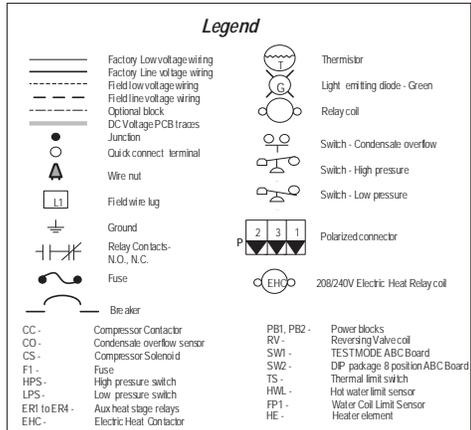 Legend
Factory Low voltage wiring
Factory Line voltage wiring
Field low voltage wiring
Field line voltage wiring
Optional block
DC Voltage PCB traces
Junction
Quick connect terminal
Wire nut
L1
Field wire lug
Ground
Relay Contacts-
N.O., N.C.
Fuse
Breaker
T
Thermistor
G
Light emitting diode - Green
Relay coil
Switch - Condensate overflow
Switch - High pressure
Switch - Low pressure
P 2 3 1
Polarized connector
EHC
208/240V Electric Heat Relay coil
CC - Compressor Contactor
CO - Condensate overflow sensor
CS - Compressor Solenoid
F1 - Fuse
HPS - High pressure switch
LPS - Low pressure switch
ER1 to ER4 - Aux heat stage relays
EHC - Electric Heat Contactor
PB1, PB2 - Power blocks
RV - Reversing Valve coil
SW1 - TEST MODE ABC Board
SW2 - DIP package 8 position ABC Board
TS - Thermal limit switch
HWL - Hot water limit sensor
FP1 - Water Coil Limit Sensor
HE - Heater element